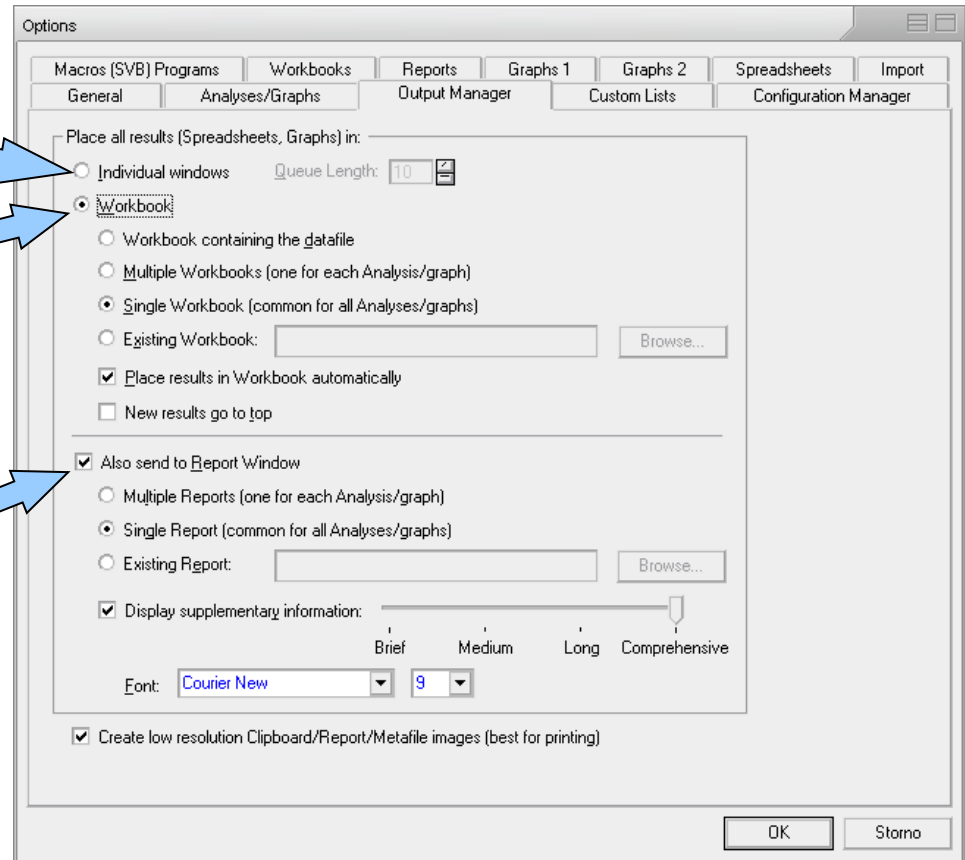 Options
Macros (SVB) Programs Workbooks Reports Graphs 1 Graphs 2 Spreadsheets Import
General Analyses/Graphs Output Manager Custom Lists Configuration Manager
Place all results (Spreadsheets, Graphs) in:
Individual windows Queue Length: 10
Workbook
Workbook containing the datafile
Multiple Workbooks (one for each Analysis/graph)
Single Workbook (common for all Analyses/graphs)
Existing Workbook: Browse...
Place results in Workbook automatically
New results go to top
Also send to Report Window
Multiple Reports (one for each Analysis/graph)
Single Report (common for all Analyses/graphs)
Existing Report: Browse...
Display supplementary information:
Brief Medium Long Comprehensive
Font: Courier New 9
Create low resolution Clipboard/Report/Metafile images (best for printing)
OK Storno